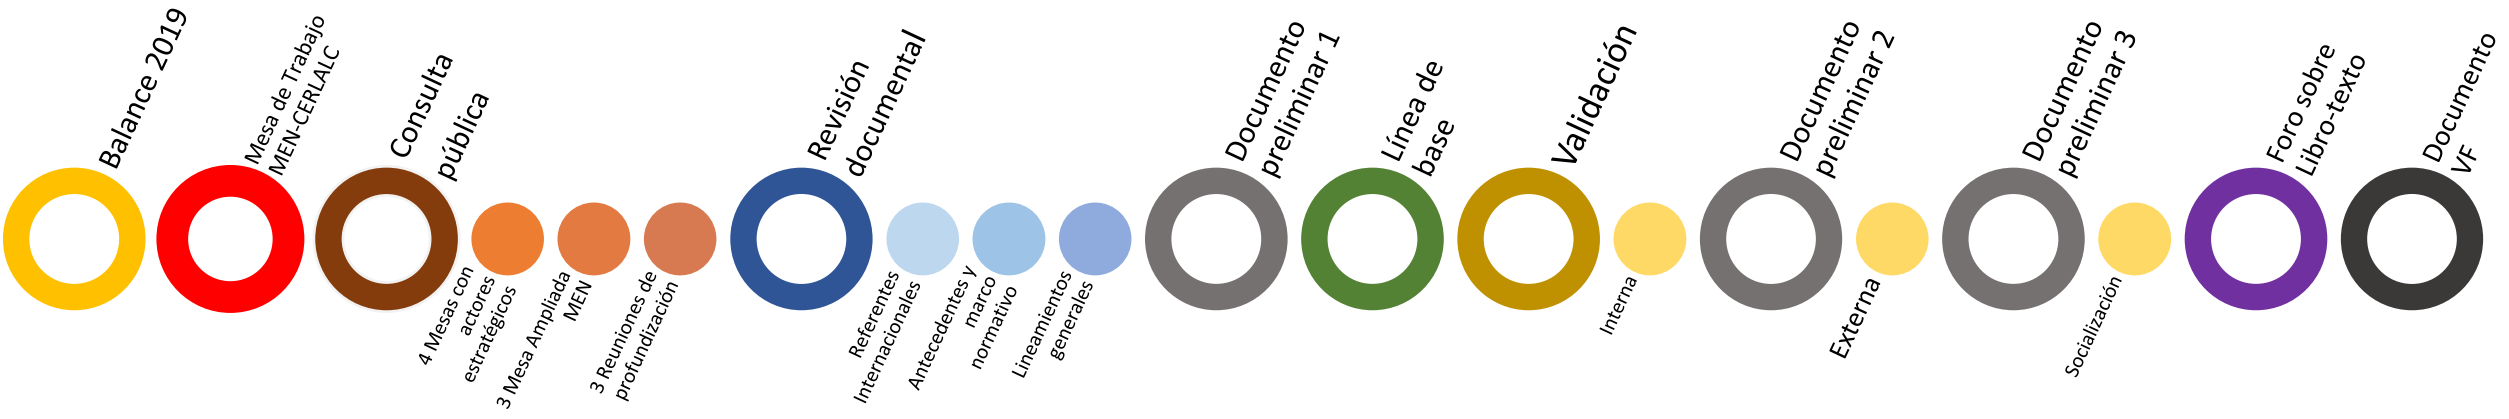 Balance 2019
Mesa de Trabajo
MEN-CERLALC
Consulta
pública
4 Mesas con
actores
estratégicos
3 Mesa Ampliada
MEN
3 Reuniones de
profundización
Revisión
documental
Referentes
Internacionales
Antecedentes y
marco
normativo
Lineamientos
generales
Documento
preliminar 1
Línea de
base
Validación
Interna
Documento
preliminar 2
Externa
Documento
preliminar 3
Socialización
Foro sobre
Libro-texto
Documento
VF